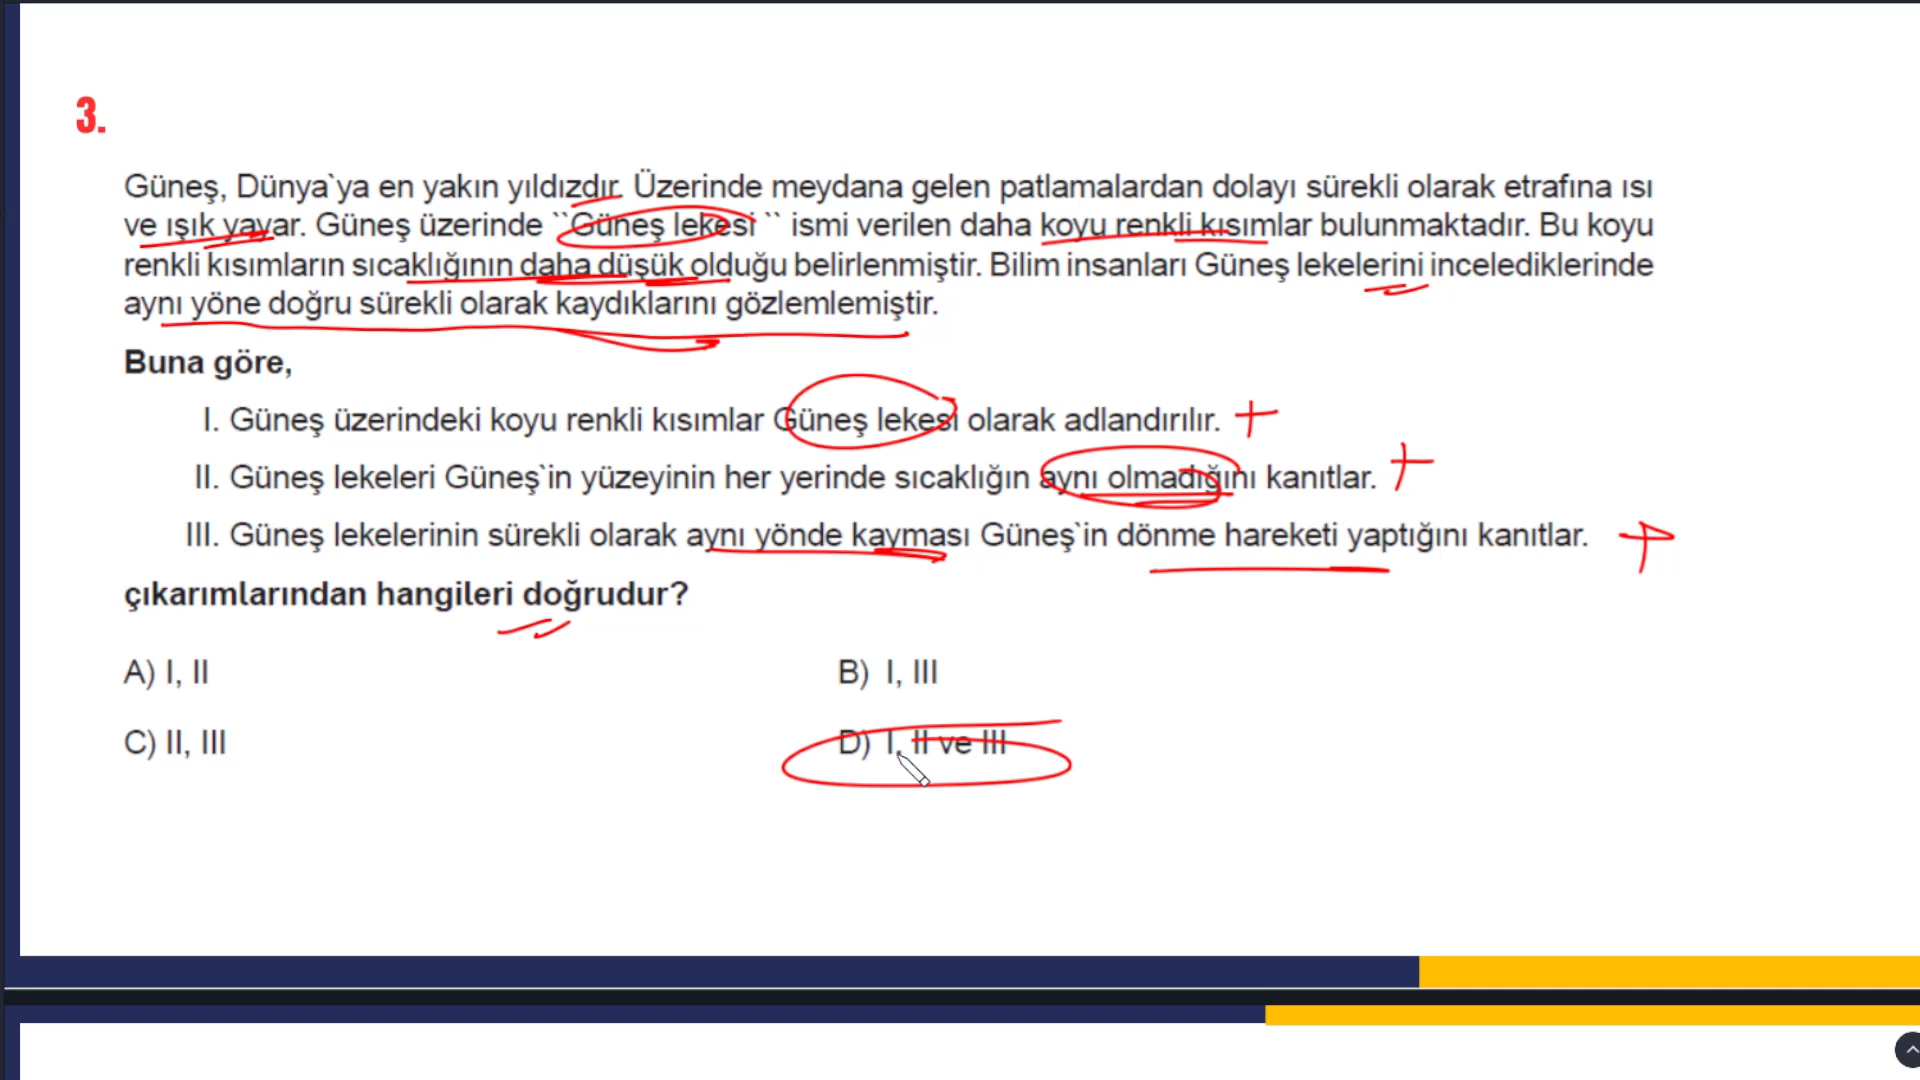 3.
Güneş, Dünya`ya en yakın yıldızdır. Üzerinde meydana gelen patlamalardan dolayı sürekli olarak etrafına ısı
ve ışık yayar. Güneş üzerinde ``Güneş lekesi `` ismi verilen daha koyu renkli kısımlar bulunmaktadır. Bu koyu
renkli kısımların sıcaklığının daha düşük olduğu belirlenmiştir. Bilim insanları Güneş lekelerini incelediklerinde
aynı yöne doğru sürekli olarak kaydıklarını gözlemlemiştir.
Buna göre,
I. Güneş üzerindeki koyu renkli kısımlar Güneş lekesi olarak adlandırılır. +
II. Güneş lekeleri Güneş`in yüzeyinin her yerinde sıcaklığın aynı olmadığını kanıtlar. +
III. Güneş lekelerinin sürekli olarak aynı yönde kayması Güneş`in dönme hareketi yaptığını kanıtlar. +
çıkarımlarından hangileri doğrudur?
A) I, II
B) I, III
C) II, III
D) I, II ve III